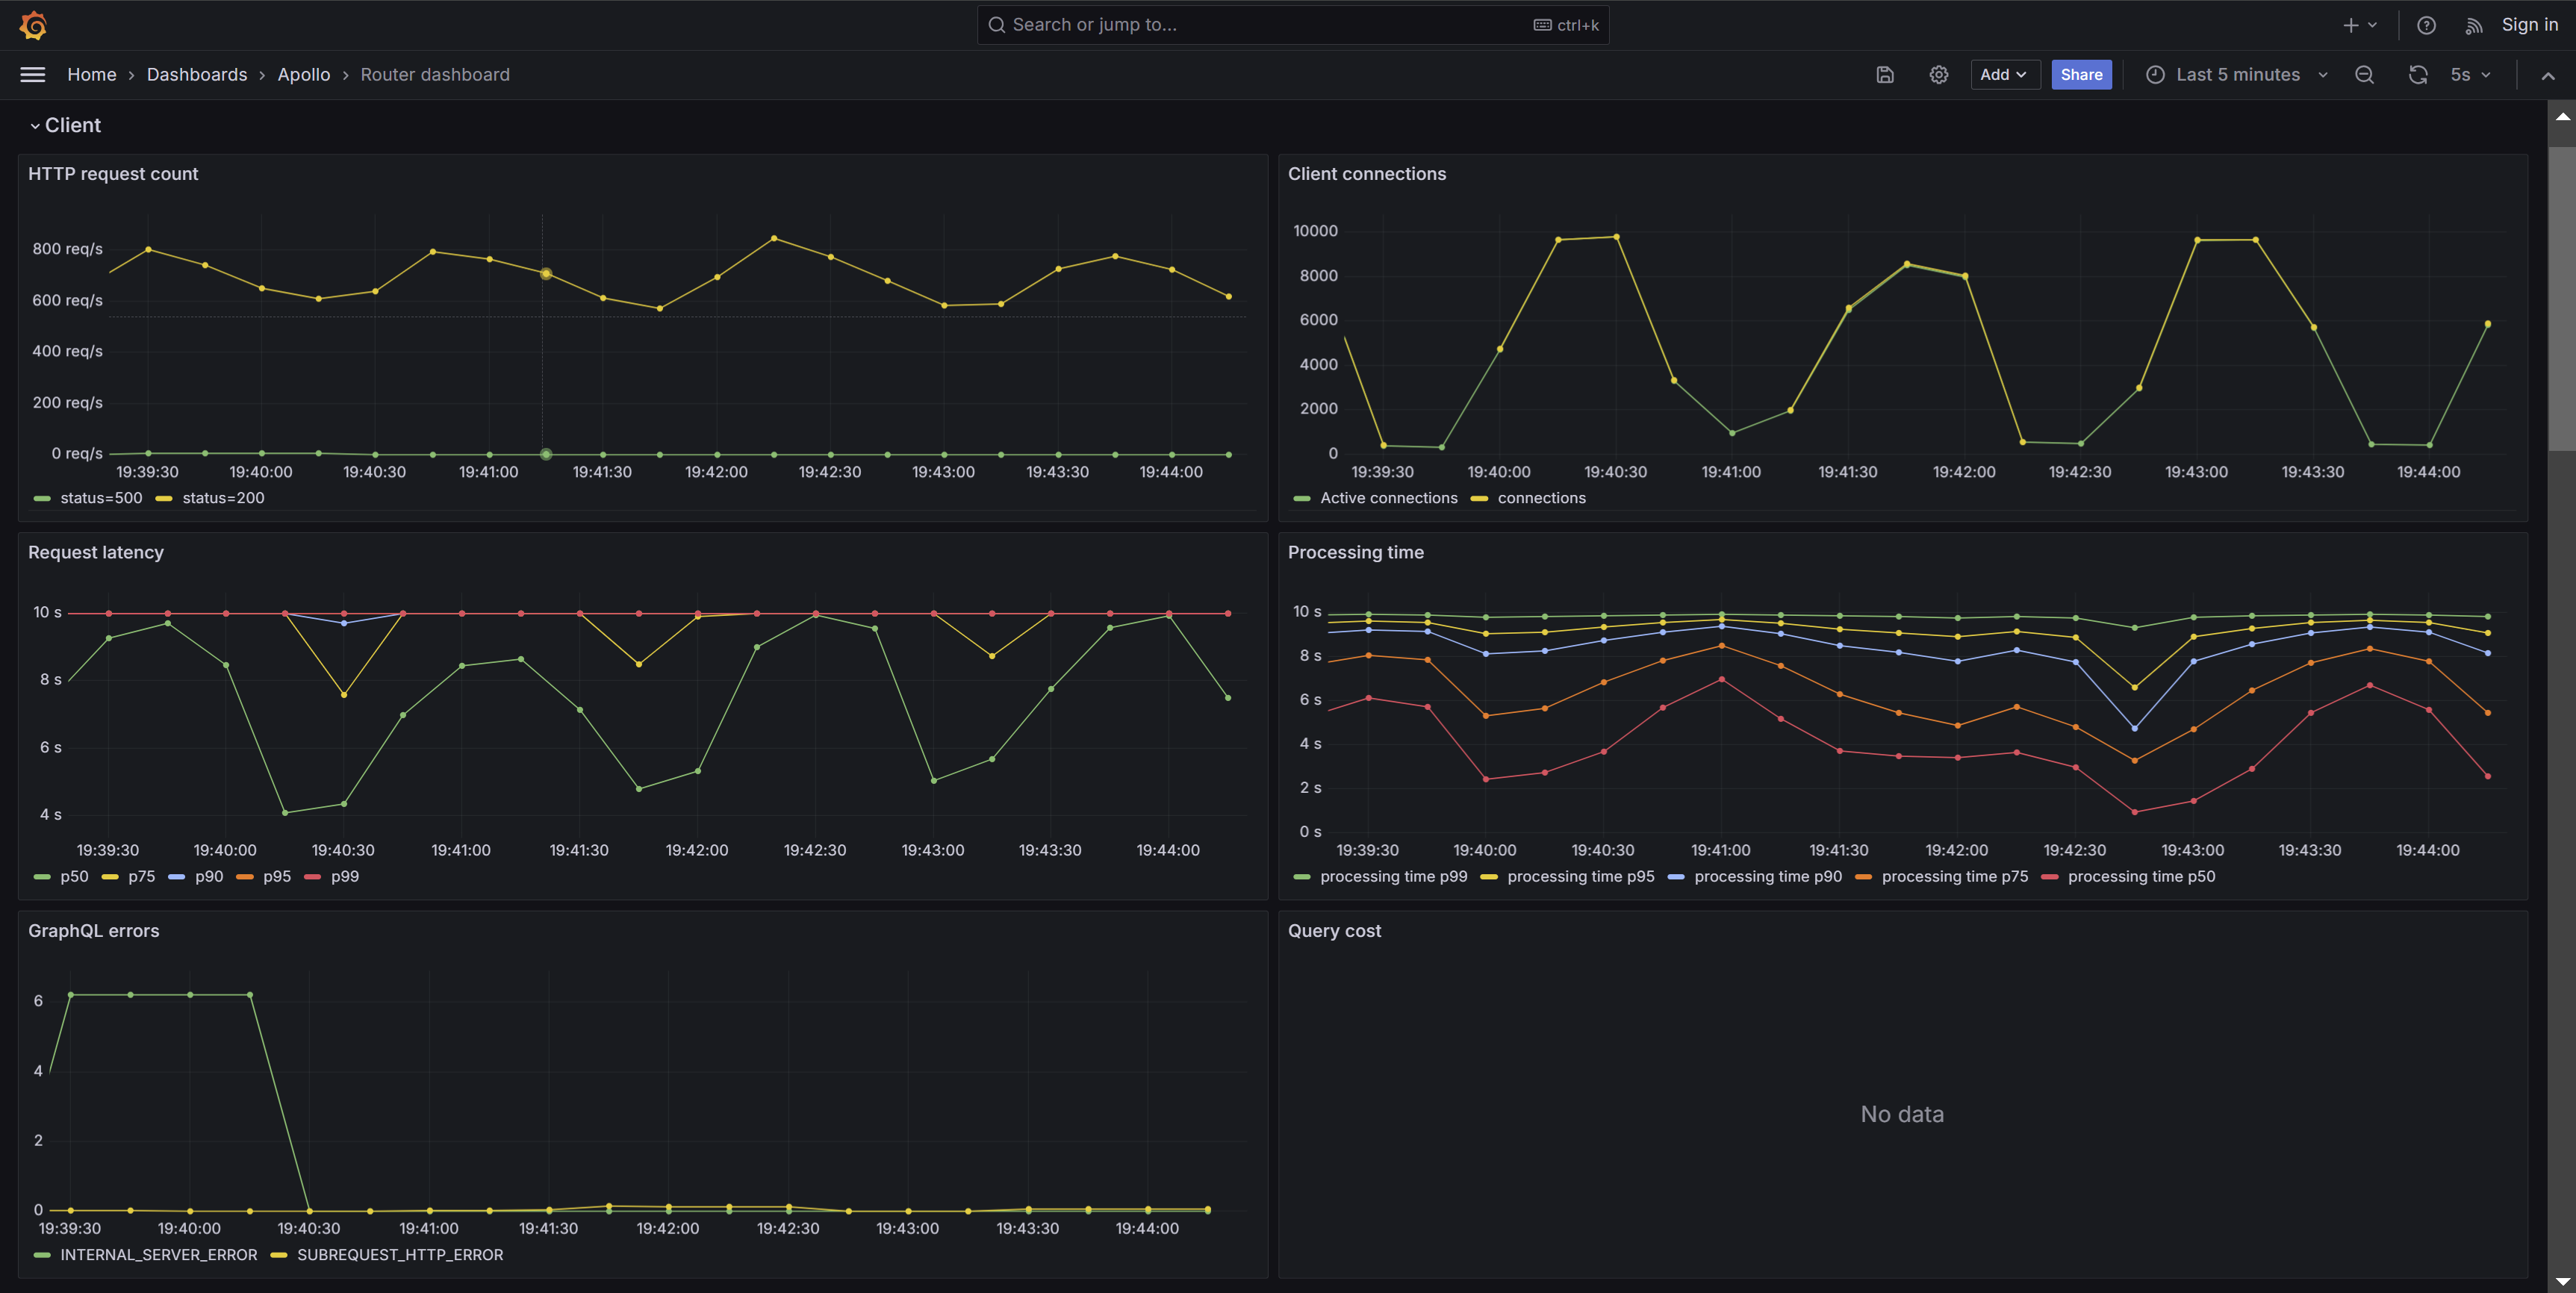 Search or jump to... ctrl+k Sign in
Home › Dashboards › Apollo › Router dashboard Add Share Last 5 minutes 5s
Client
HTTP request count
800 req/s
600 req/s
400 req/s
200 req/s
0 req/s
19:39:30 19:40:00 19:40:30 19:41:00 19:41:30 19:42:00 19:42:30 19:43:00 19:43:30 19:44:00
status=500 status=200
Client connections
10000
8000
6000
4000
2000
0
19:39:30 19:40:00 19:40:30 19:41:00 19:41:30 19:42:00 19:42:30 19:43:00 19:43:30 19:44:00
Active connections connections
Request latency
10 s
8 s
6 s
4 s
19:39:30 19:40:00 19:40:30 19:41:00 19:41:30 19:42:00 19:42:30 19:43:00 19:43:30 19:44:00
p50 p75 p90 p95 p99
Processing time
10 s
8 s
6 s
4 s
2 s
0 s
19:39:30 19:40:00 19:40:30 19:41:00 19:41:30 19:42:00 19:42:30 19:43:00 19:43:30 19:44:00
processing time p99 processing time p95 processing time p90 processing time p75 processing time p50
GraphQL errors
6
4
2
0
19:39:30 19:40:00 19:40:30 19:41:00 19:41:30 19:42:00 19:42:30 19:43:00 19:43:30 19:44:00
INTERNAL_SERVER_ERROR SUBREQUEST_HTTP_ERROR
Query cost
No data